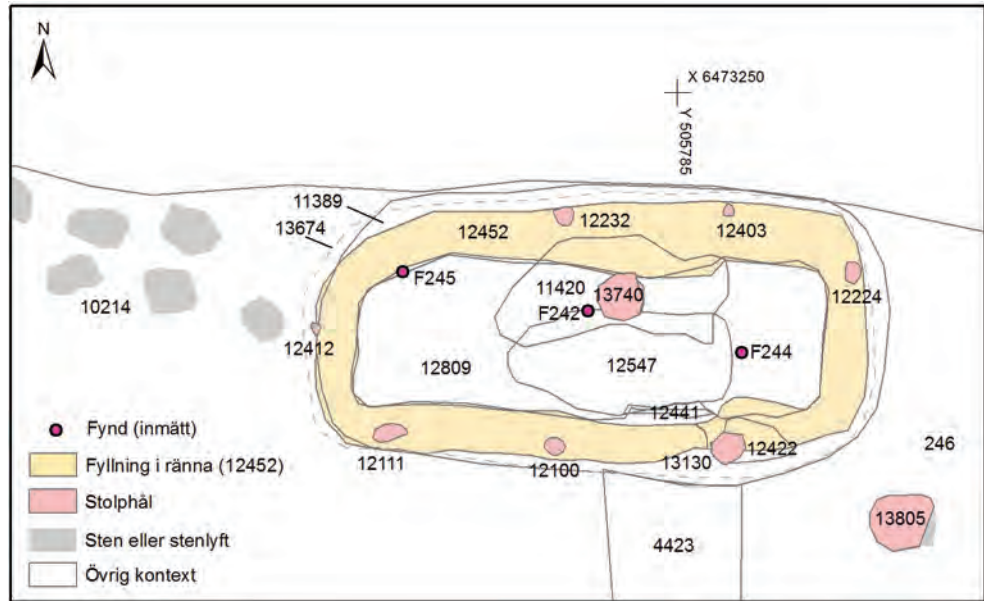 N
X 6473250
Y 505785
11389
13674
12452
12232
12403
F245
11420
13740
12224
10214
F242
12412
12809
12547
F244
12441
12422
246
12111
12100
13130
13805
4423
Fynd (inmätt)
Fyllning i ränna (12452)
Stolphål
Sten eller stenlyft
Övrig kontext